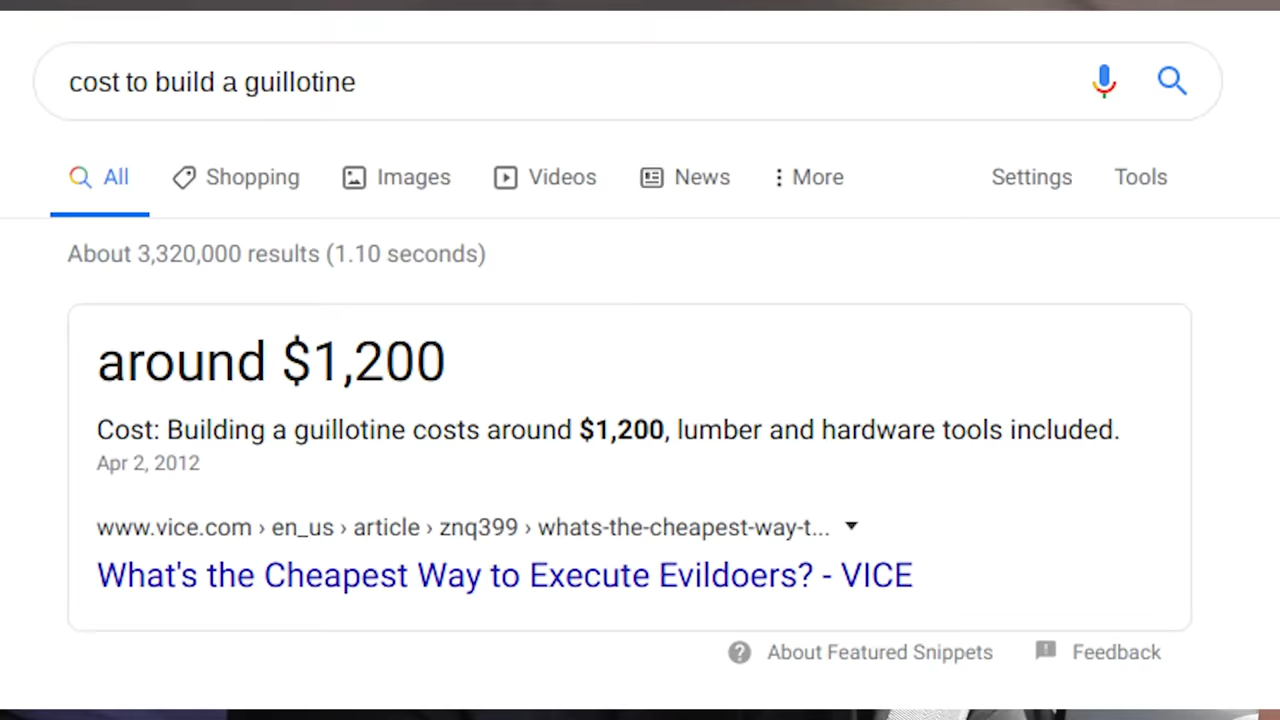 cost to build a guillotine
All Shopping Images Videos News More Settings Tools
About 3,320,000 results (1.10 seconds)
around $1,200
Cost: Building a guillotine costs around $1,200, lumber and hardware tools included.
Apr 2, 2012
www.vice.com › en_us › article › znq399 › whats-the-cheapest-way-t...
What's the Cheapest Way to Execute Evildoers? - VICE
About Featured Snippets Feedback